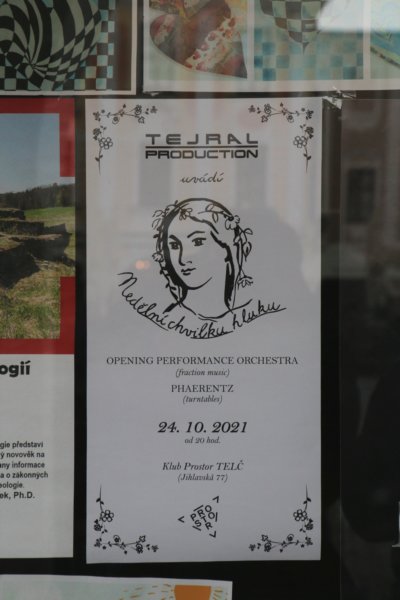 TEJRAL
PRODUCTION
uvádí
Nedělní chvilku hluku
OPENING PERFORMANCE ORCHESTRA
(fraction music)
PHAERENTZ
(turntables)
24. 10. 2021
od 20 hod.
Klub Prostor TELČ
(Jihlavská 77)
PROSTOR
ogií
gie představí
ý novověk na
any informace
a o zákonných
eologie.
ek, Ph.D.